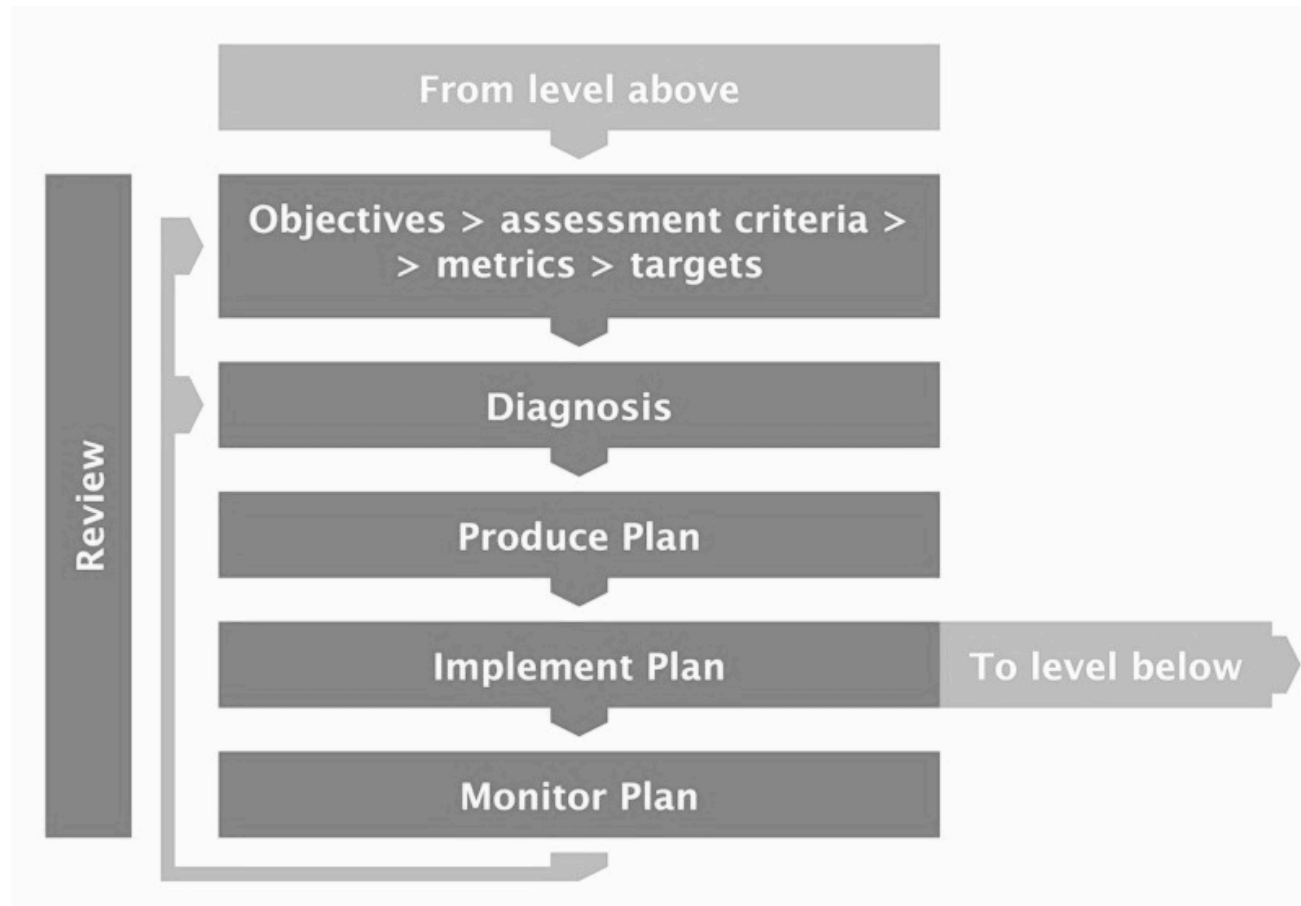 From level above
Objectives > assessment criteria >
> metrics > targets
Diagnosis
Produce Plan
Implement Plan
To level below
Monitor Plan
Review